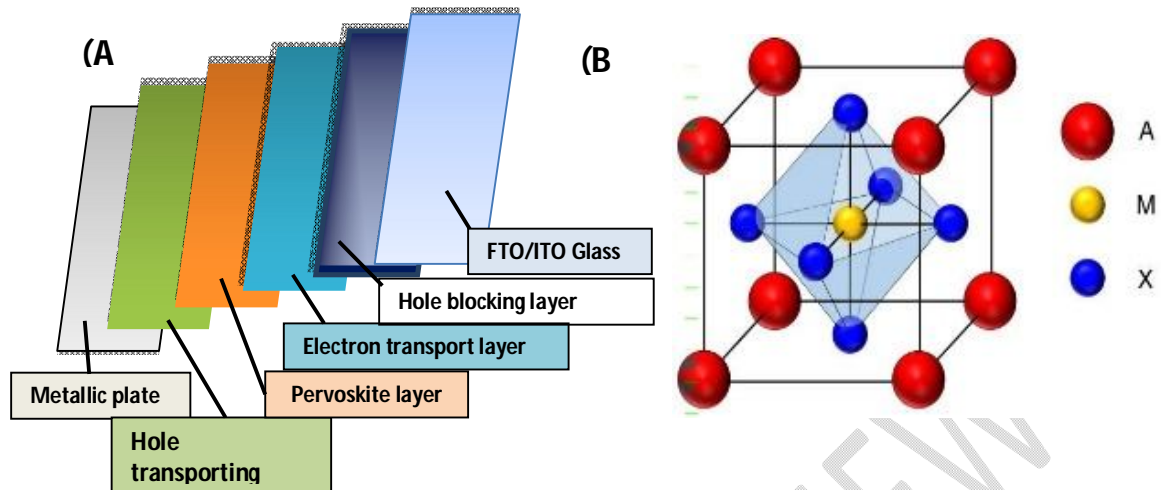 (A
(B
A
M
X
FTO/ITO Glass
Hole blocking layer
Electron transport layer
Pervoskite layer
Metallic plate
Hole
transporting